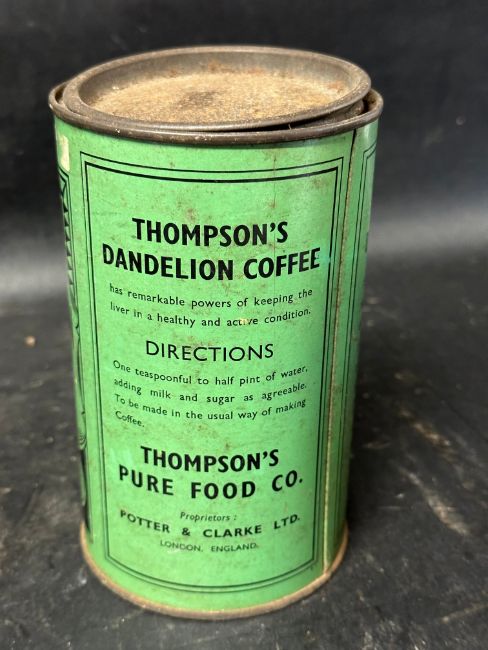 THOMPSON'S
DANDELION COFFEE
has remarkable powers of keeping the
liver in a healthy and active condition.
DIRECTIONS
One teaspoonful to half pint of water,
adding milk and sugar as agreeable.
To be made in the usual way of making
Coffee.
THOMPSON'S
PURE FOOD CO.
Proprietors :
POTTER & CLARKE LTD.
LONDON, ENGLAND.